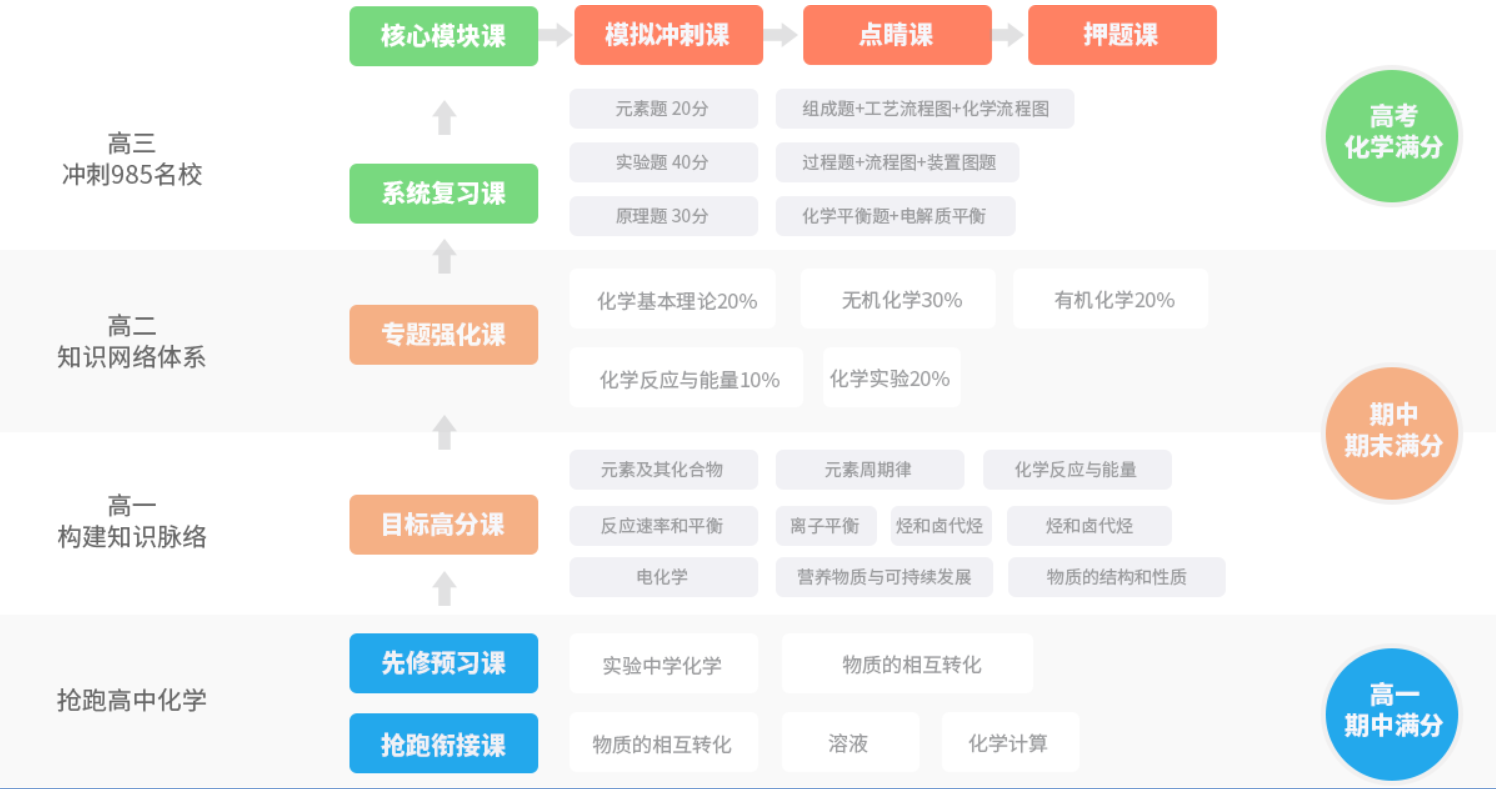 核心模块课
模拟冲刺课
点睛课
押题课
高三
冲刺985名校
元素题 20分
组成题+工艺流程图+化学流程图
实验题 40分
过程题+流程图+装置图题
系统复习课
原理题 30分
化学平衡题+电解质平衡
高考
化学满分
高二
知识网络体系
专题强化课
化学基本理论20%
无机化学30%
有机化学20%
化学反应与能量10%
化学实验20%
期中
期末满分
高一
构建知识脉络
目标高分课
元素及其化合物
元素周期律
化学反应与能量
反应速率和平衡
离子平衡
烃和卤代烃
烃和卤代烃
电化学
营养物质与可持续发展
物质的结构和性质
抢跑高中化学
先修预习课
实验中学化学
物质的相互转化
抢跑衔接课
物质的相互转化
溶液
化学计算
高一
期中满分